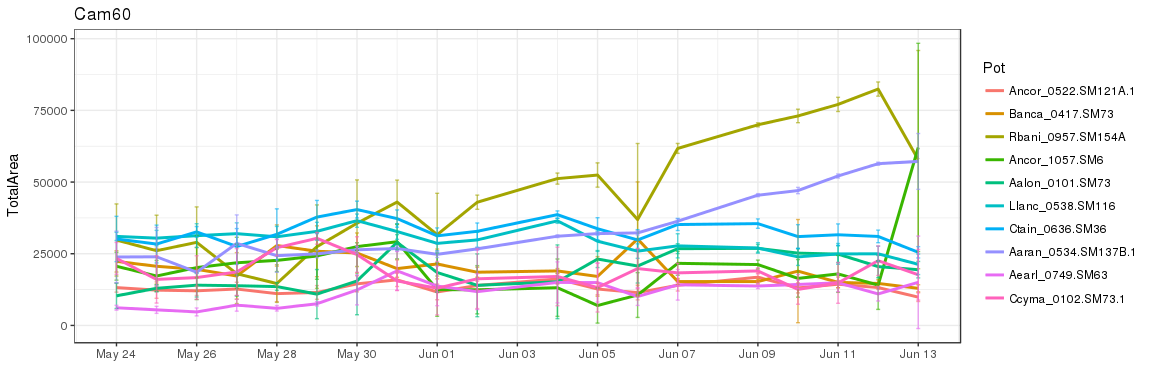 Cam60
TotalArea
100000
75000
50000
25000
0
May 24
May 26
May 28
May 30
Jun 01
Jun 03
Jun 05
Jun 07
Jun 09
Jun 11
Jun 13
Pot
Ancor_0522.SM121A.1
Banca_0417.SM73
Rbani_0957.SM154A
Ancor_1057.SM6
Aalon_0101.SM73
Llanc_0538.SM116
Ctain_0636.SM36
Aaran_0534.SM137B.1
Aearl_0749.SM63
Ccyma_0102.SM73.1